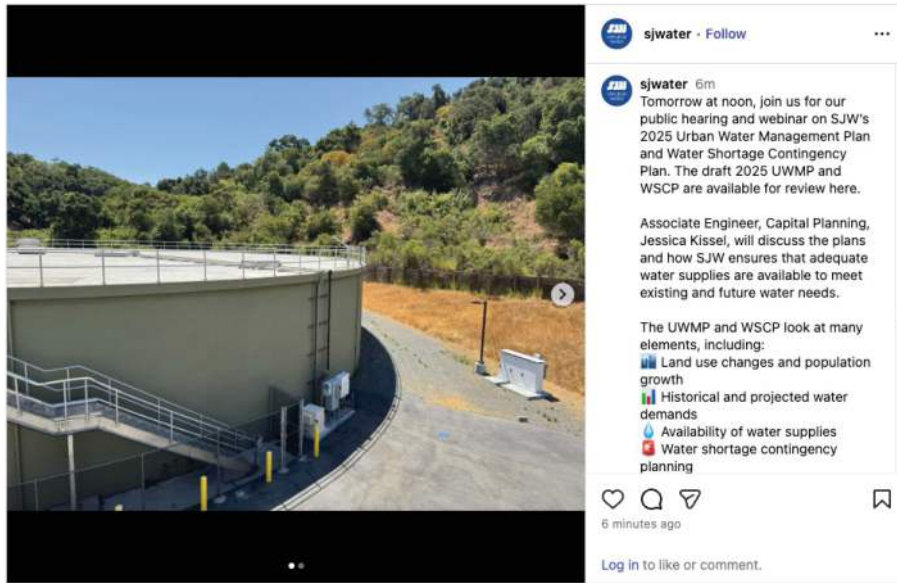 sjwater • Follow
sjwater 6m
Tomorrow at noon, join us for our
public hearing and webinar on SJW's
2025 Urban Water Management Plan
and Water Shortage Contingency
Plan. The draft 2025 UWMP and
WSCP are available for review here.
Associate Engineer, Capital Planning,
Jessica Kissel, will discuss the plans
and how SJW ensures that adequate
water supplies are available to meet
existing and future water needs.
The UWMP and WSCP look at many
elements, including:
🏙️ Land use changes and population
growth
📊 Historical and projected water
demands
💧 Availability of water supplies
🚨 Water shortage contingency
planning
6 minutes ago
Log in to like or comment.